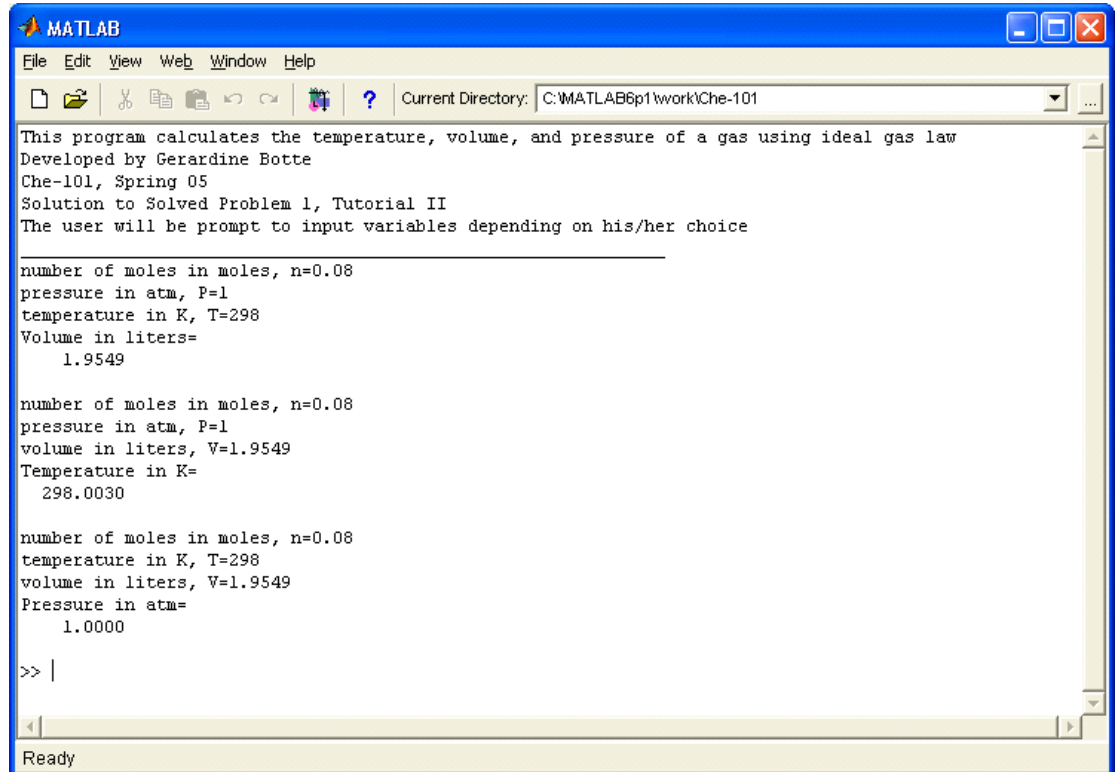 MATLAB
File Edit View Web Window Help
? Current Directory: C:\MATLAB6p1\work\Che-101 ...
This program calculates the temperature, volume, and pressure of a gas using ideal gas law
Developed by Gerardine Botte
Che-101, Spring 05
Solution to Solved Problem 1, Tutorial II
The user will be prompt to input variables depending on his/her choice
number of moles in moles, n=0.08
pressure in atm, P=1
temperature in K, T=298
Volume in liters=
1.9549
number of moles in moles, n=0.08
pressure in atm, P=1
volume in liters, V=1.9549
Temperature in K=
298.0030
number of moles in moles, n=0.08
temperature in K, T=298
volume in liters, V=1.9549
Pressure in atm=
1.0000
>>
Ready